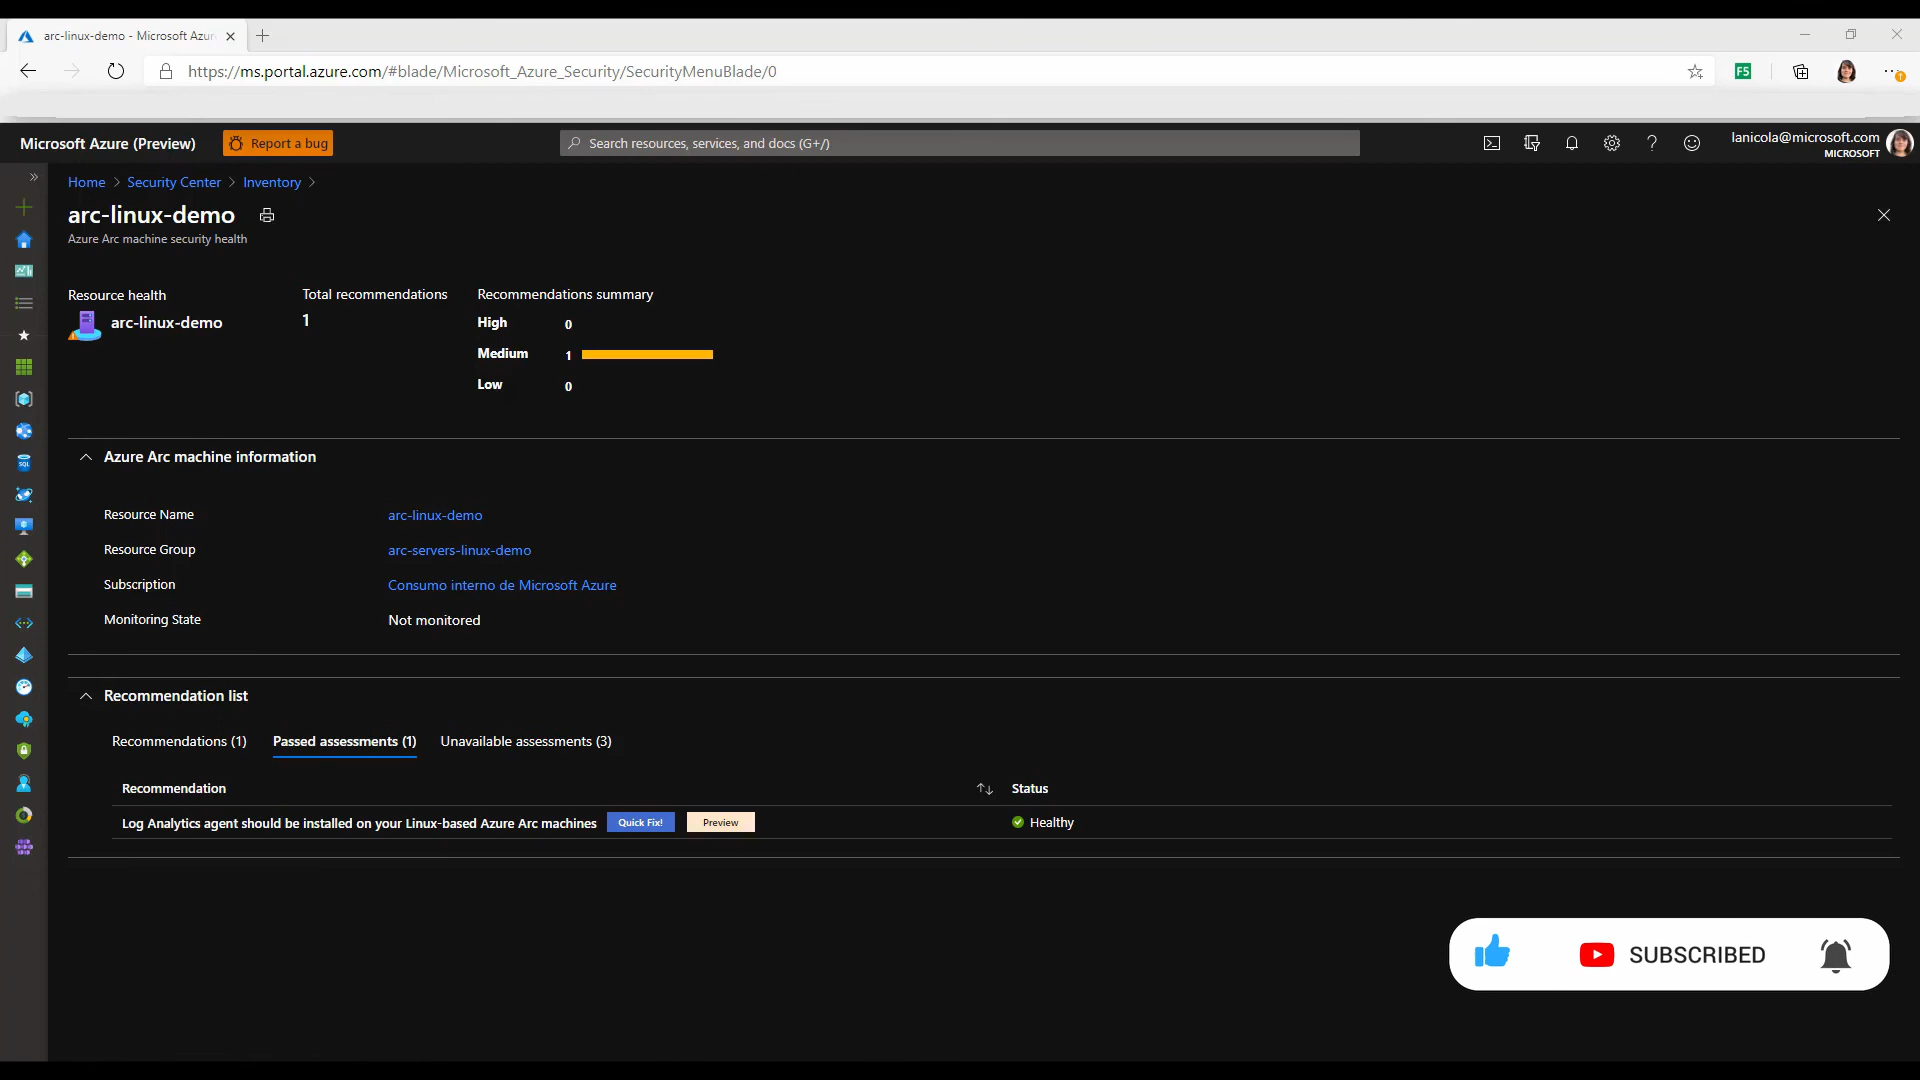 arc-linux-demo - Microsoft Azur
https://ms.portal.azure.com/#blade/Microsoft_Azure_Security/SecurityMenuBlade/0
F5
Microsoft Azure (Preview)
Report a bug
Search resources, services, and docs (G+/)
lanicola@microsoft.com
MICROSOFT
Home > Security Center > Inventory >
arc-linux-demo
Azure Arc machine security health
Resource health
arc-linux-demo
Total recommendations
1
Recommendations summary
High 0
Medium 1
Low 0
Azure Arc machine information
Resource Name arc-linux-demo
Resource Group arc-servers-linux-demo
Subscription Consumo interno de Microsoft Azure
Monitoring State Not monitored
Recommendation list
Recommendations (1) Passed assessments (1) Unavailable assessments (3)
Recommendation Status
Log Analytics agent should be installed on your Linux-based Azure Arc machines Quick Fix! Preview Healthy
SQL
SUBSCRIBED